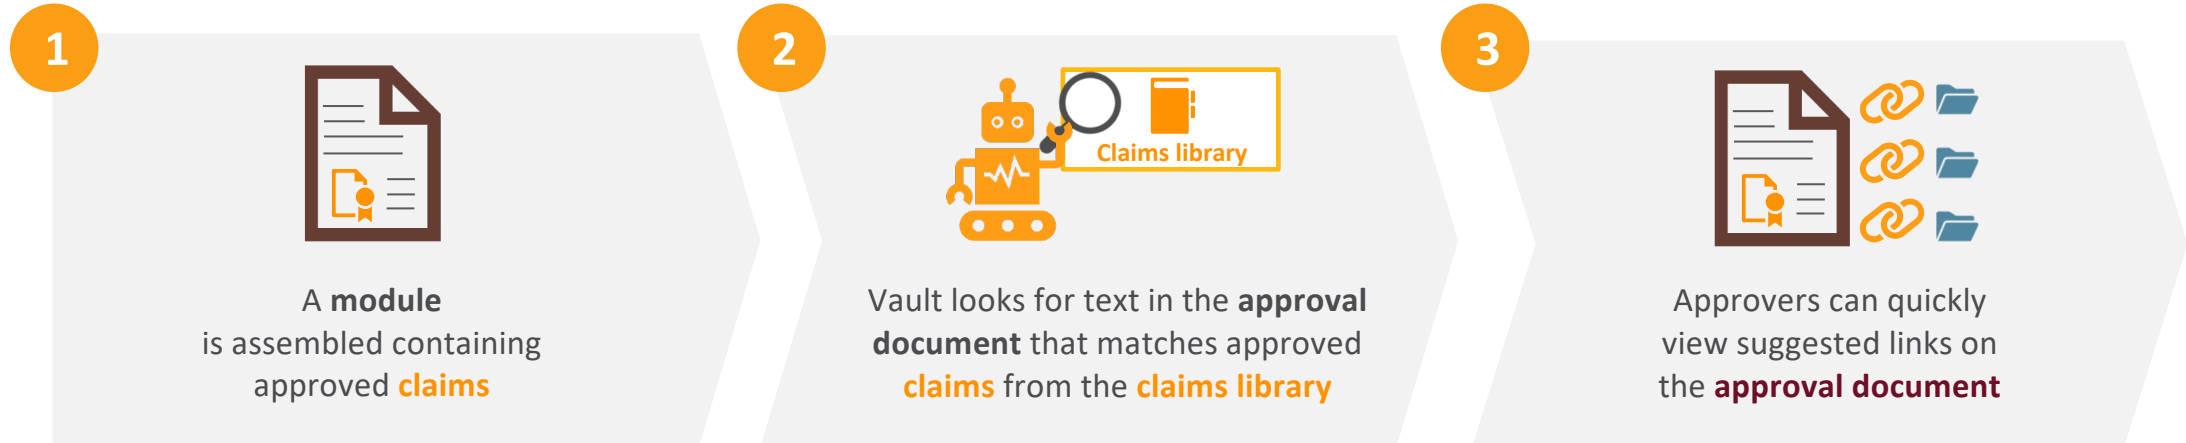 1
A module
is assembled containing
approved claims
2
Claims library
Vault looks for text in the approval
document that matches approved
claims from the claims library
3
Approvers can quickly
view suggested links on
the approval document